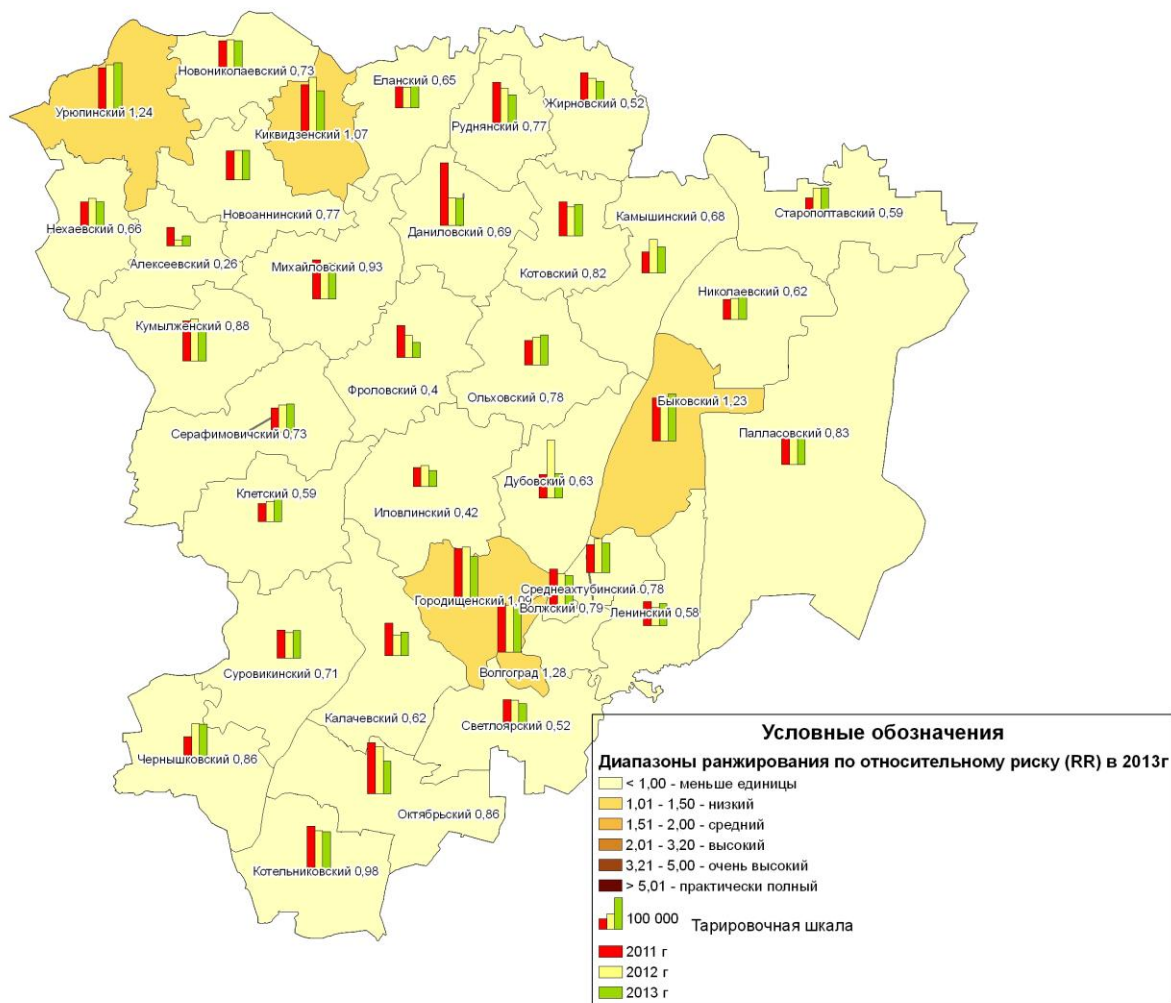 Новониколаевский 0,73
Еланский 0,65
Жирновский 0,52
Урюпинский 1,24
Киквидзенский 1,07
Руднянский 0,77
Новоаннинский 0,77
Нехаевский 0,66
Даниловский 0,69
Камышинский 0,68
Старополтавский 0,59
Алексеевский 0,26
Михайловский 0,93
Котовский 0,82
Николаевский 0,62
Кумылженский 0,88
Фроловский 0,4
Ольховский 0,78
Быковский 1,23
Серафимовичский 0,73
Палласовский 0,83
Клетский 0,59
Дубовский 0,63
Иловлинский 0,42
Среднеахтубинский 0,78
Городищенский 1,09
Волжский 0,79
Ленинский 0,58
Суровикинский 0,71
Волгоград 1,28
Калачевский 0,62
Светлоярский 0,52
Чернышковский 0,86
Октябрьский 0,86
Котельниковский 0,98
Условные обозначения
Диапазоны ранжирования по относительному риску (RR) в 2013г
< 1,00 - меньше единицы
1,01 - 1,50 - низкий
1,51 - 2,00 - средний
2,01 - 3,20 - высокий
3,21 - 5,00 - очень высокий
> 5,01 - практически полный
100 000 Тарировочная шкала
2011 г
2012 г
2013 г